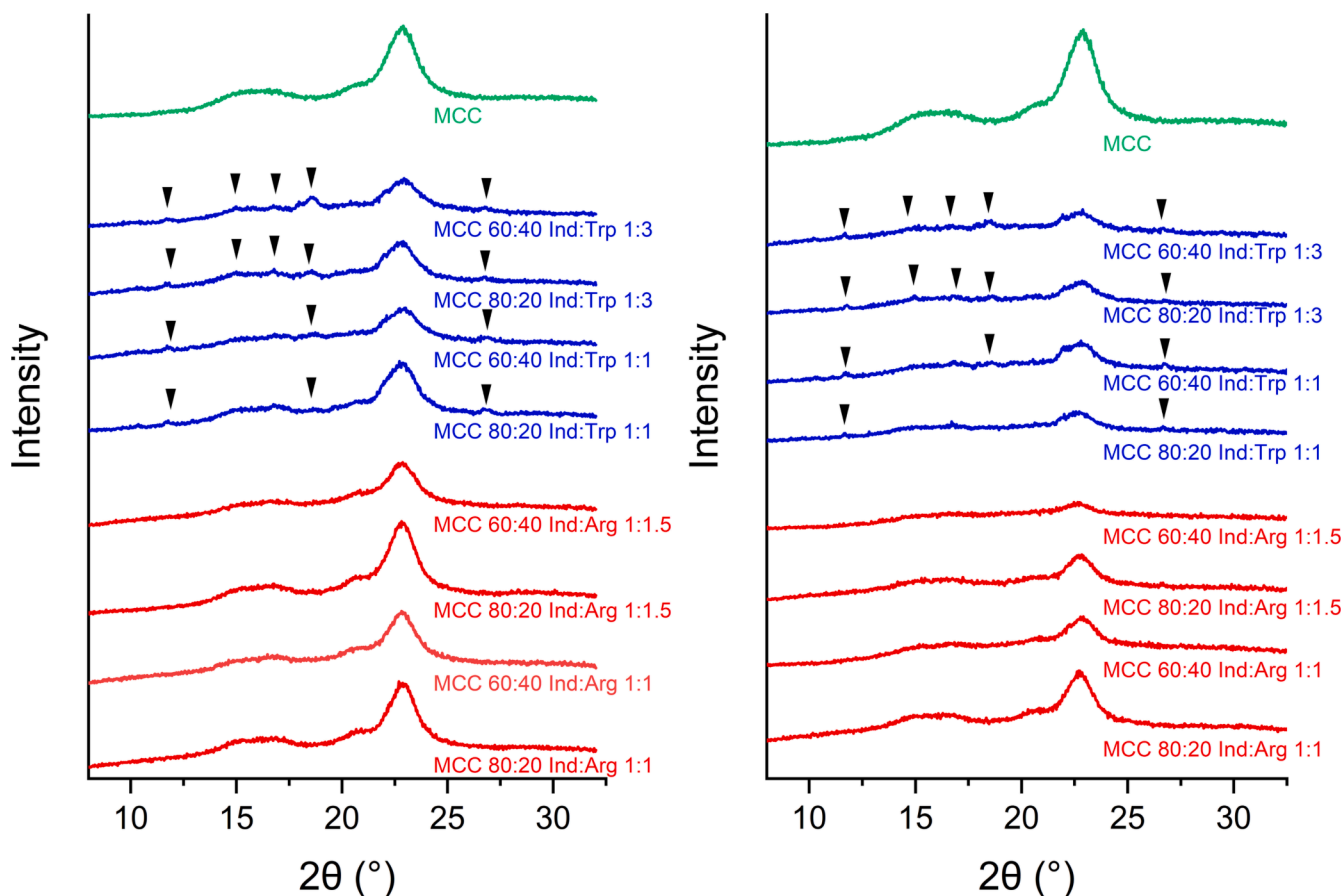 Intensity
MCC
MCC 60:40 Ind:Trp 1:3
MCC 80:20 Ind:Trp 1:3
MCC 60:40 Ind:Trp 1:1
MCC 80:20 Ind:Trp 1:1
MCC 60:40 Ind:Arg 1:1.5
MCC 80:20 Ind:Arg 1:1.5
MCC 60:40 Ind:Arg 1:1
MCC 80:20 Ind:Arg 1:1
10 15 20 25 30
2θ (°)
Intensity
MCC
MCC 60:40 Ind:Trp 1:3
MCC 80:20 Ind:Trp 1:3
MCC 60:40 Ind:Trp 1:1
MCC 80:20 Ind:Trp 1:1
MCC 60:40 Ind:Arg 1:1.5
MCC 80:20 Ind:Arg 1:1.5
MCC 60:40 Ind:Arg 1:1
MCC 80:20 Ind:Arg 1:1
10 15 20 25 30
2θ (°)